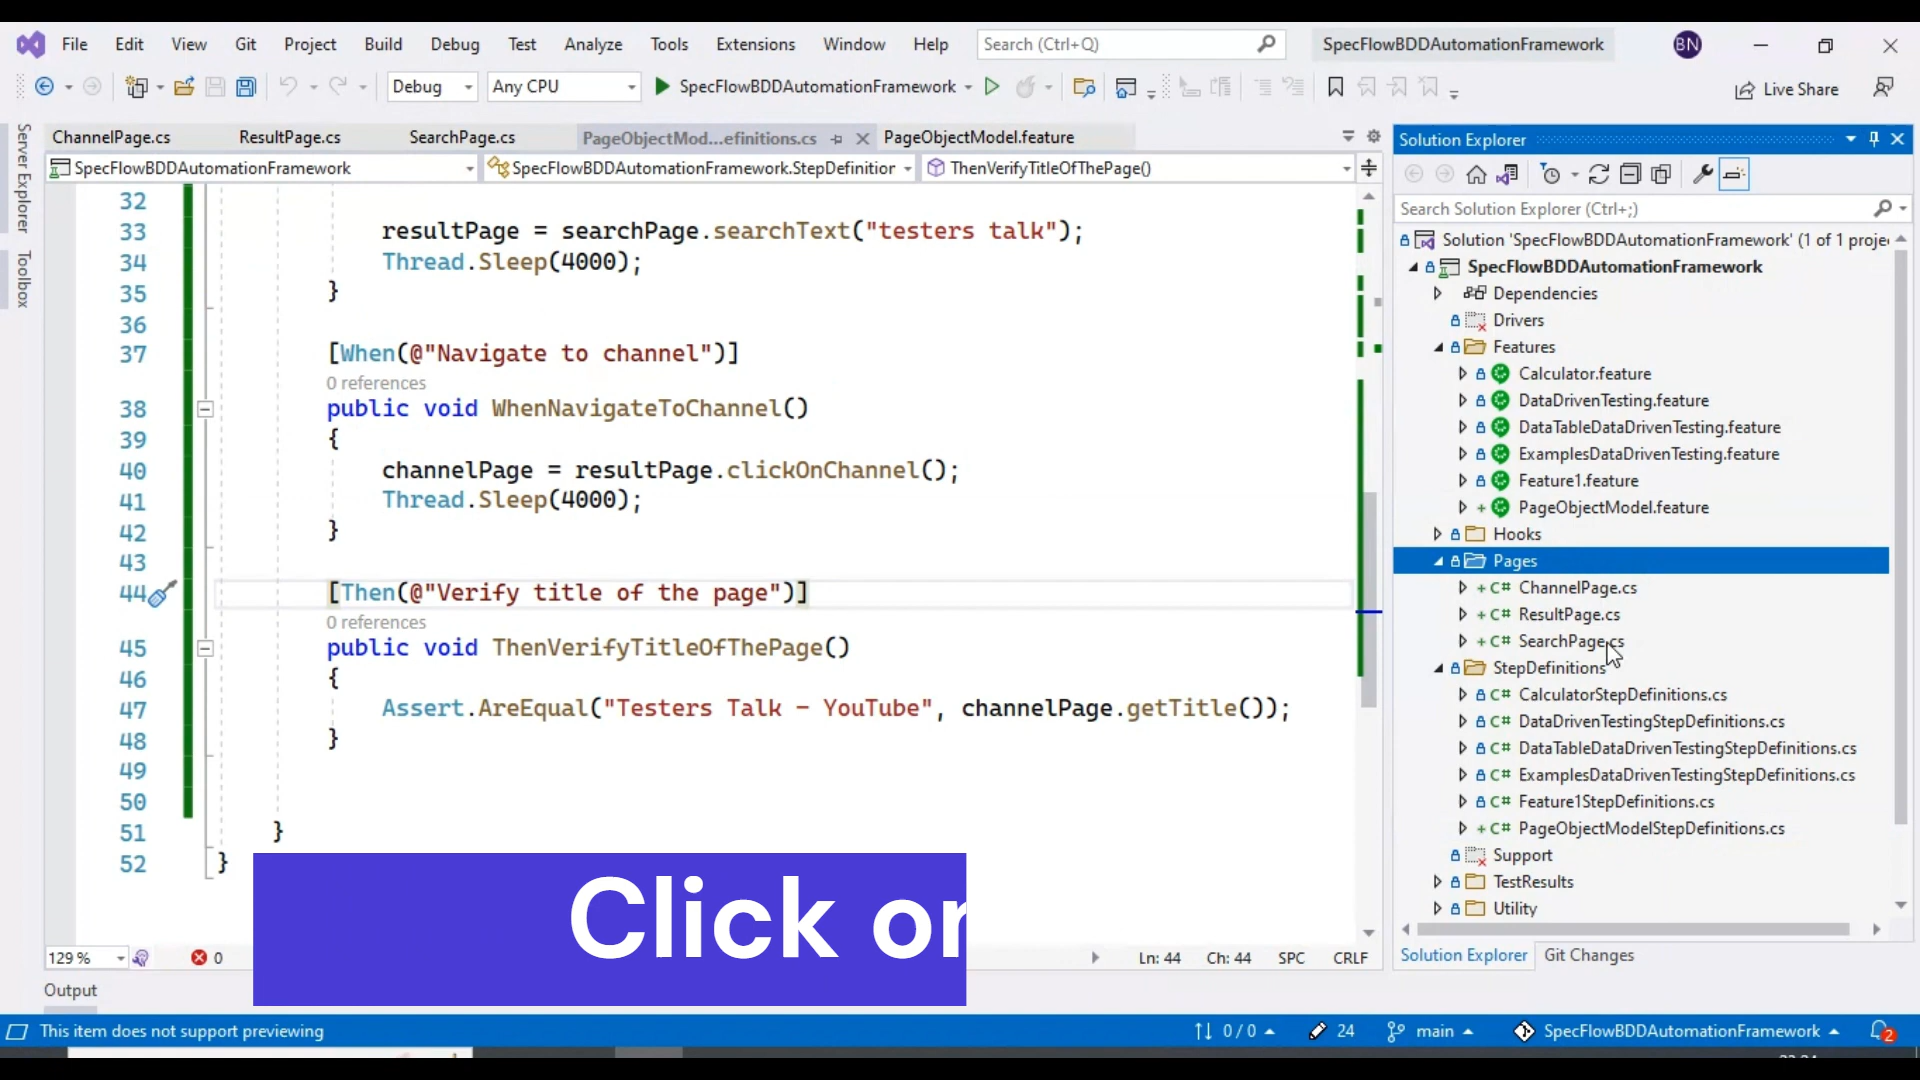 File Edit View Git Project Build Debug Test Analyze Tools Extensions Window Help Search (Ctrl+Q) SpecFlowBDDAutomationFramework BN
Debug Any CPU SpecFlowBDDAutomationFramework Live Share
Server Explorer
Toolbox
ChannelPage.cs ResultPage.cs SearchPage.cs PageObjectMod...efinitions.cs PageObjectModel.feature
SpecFlowBDDAutomationFramework SpecFlowBDDAutomationFramework.StepDefinition ThenVerifyTitleOfThePage()
32
33 resultPage = searchPage.searchText("testers talk");
34 Thread.Sleep(4000);
35 }
36
37 [When(@"Navigate to channel")]
0 references
38 public void WhenNavigateToChannel()
39 {
40 channelPage = resultPage.clickOnChannel();
41 Thread.Sleep(4000);
42 }
43
44 [Then(@"Verify title of the page")]
0 references
45 public void ThenVerifyTitleOfThePage()
46 {
47 Assert.AreEqual("Testers Talk - YouTube", channelPage.getTitle());
48 }
49
50
51 }
52 }
Click or
129 % 0 Ln: 44 Ch: 44 SPC CRLF
Output
Solution Explorer
Search Solution Explorer (Ctrl+;)
Solution 'SpecFlowBDDAutomationFramework' (1 of 1 proje
SpecFlowBDDAutomationFramework
Dependencies
Drivers
Features
Calculator.feature
DataDrivenTesting.feature
DataTableDataDrivenTesting.feature
ExamplesDataDrivenTesting.feature
Feature1.feature
PageObjectModel.feature
Hooks
Pages
C# ChannelPage.cs
C# ResultPage.cs
C# SearchPage.cs
StepDefinitions
C# CalculatorStepDefinitions.cs
C# DataDrivenTestingStepDefinitions.cs
C# DataTableDataDrivenTestingStepDefinitions.cs
C# ExamplesDataDrivenTestingStepDefinitions.cs
C# Feature1StepDefinitions.cs
C# PageObjectModelStepDefinitions.cs
Support
TestResults
Utility
Solution Explorer Git Changes
This item does not support previewing 0 / 0 24 main SpecFlowBDDAutomationFramework 2